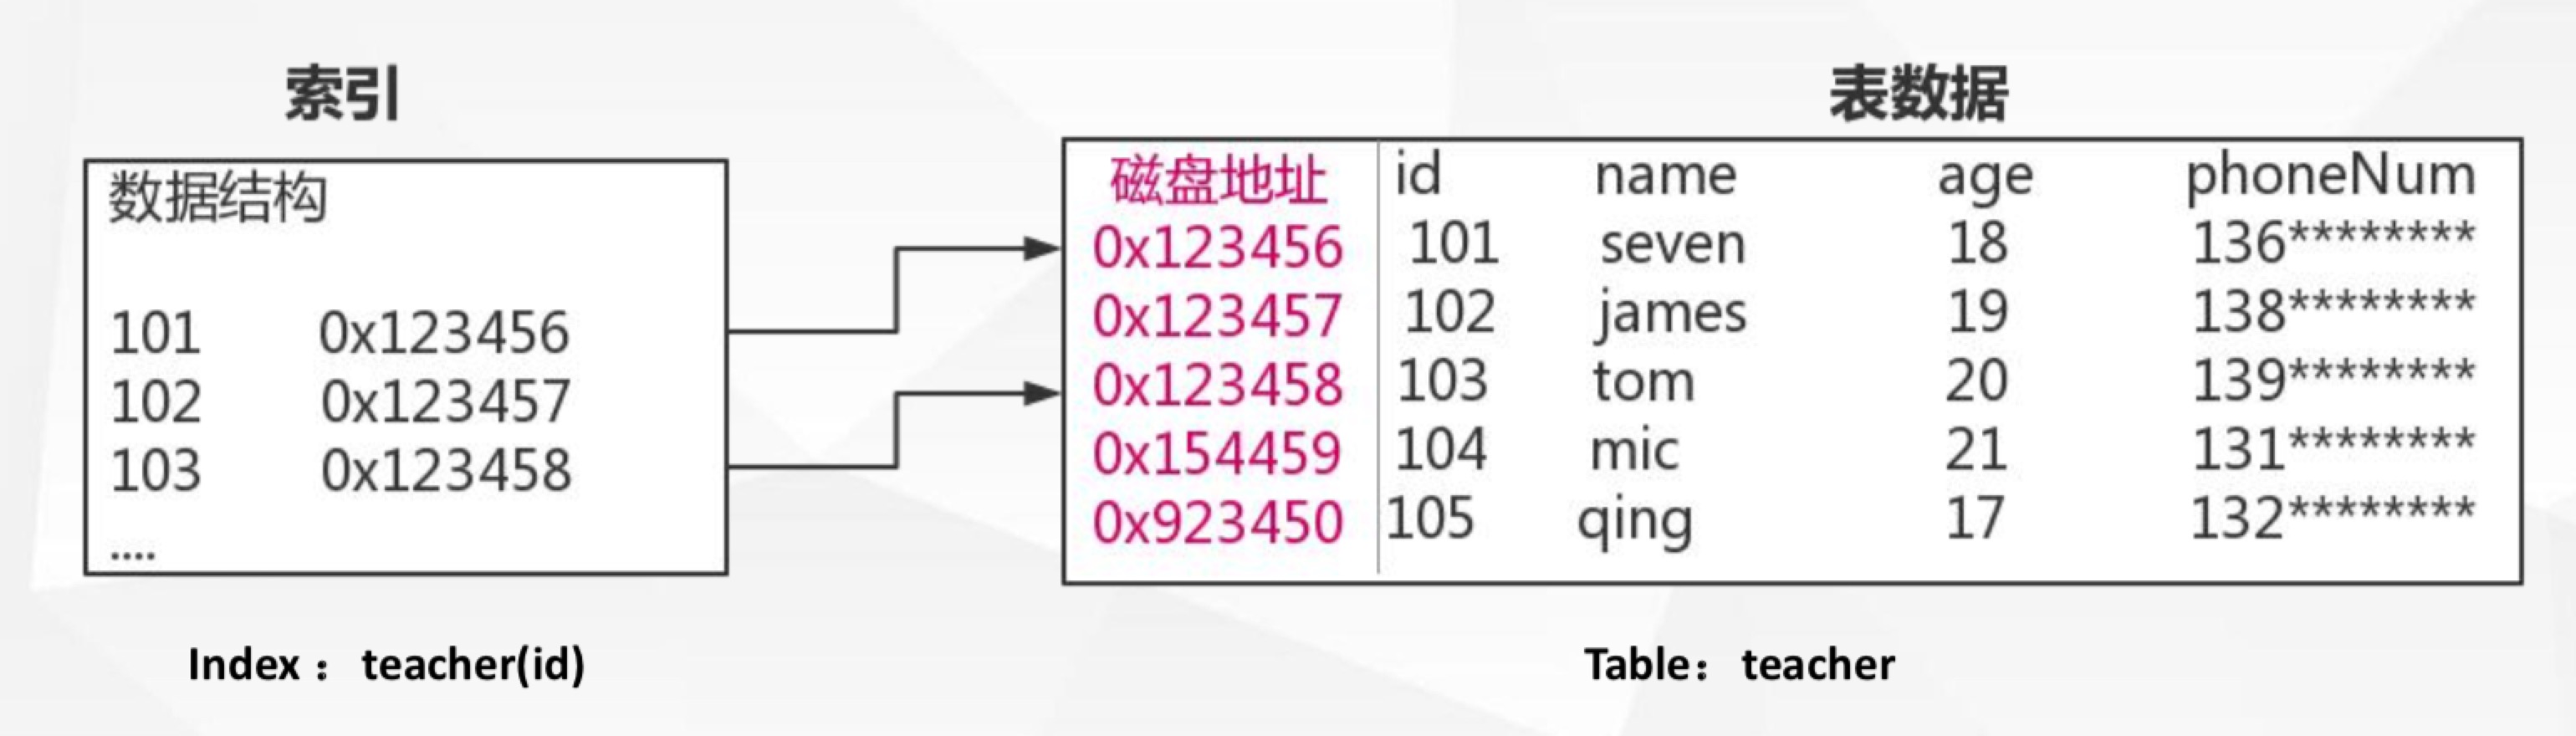 索引
数据结构
101 0x123456
102 0x123457
103 0x123458
....
Index： teacher(id)
表数据
磁盘地址 id name age phoneNum
0x123456 101 seven 18 136********
0x123457 102 james 19 138********
0x123458 103 tom 20 139********
0x154459 104 mic 21 131********
0x923450 105 qing 17 132********
Table： teacher